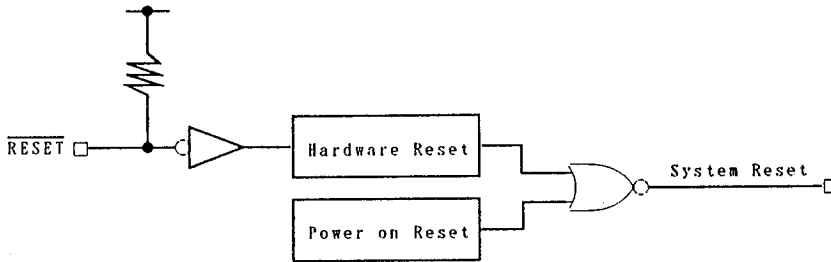 RESET
Hardware Reset
System Reset
Power on Reset